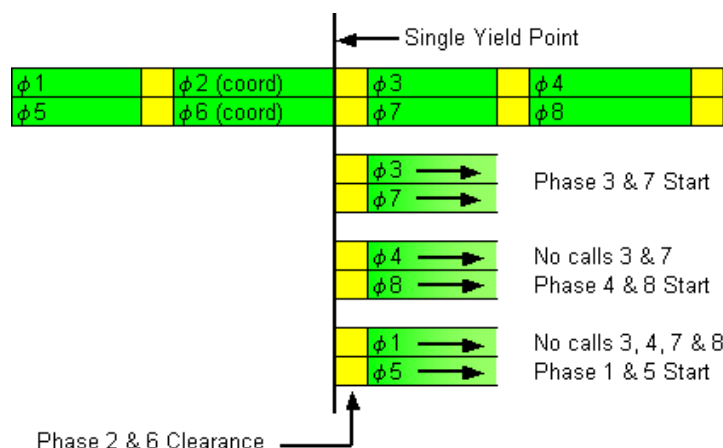 Single Yield Point
ϕ1 ϕ2 (coord) ϕ3 ϕ4
ϕ5 ϕ6 (coord) ϕ7 ϕ8
ϕ3
ϕ7
Phase 3 & 7 Start
ϕ4
ϕ8
No calls 3 & 7
Phase 4 & 8 Start
ϕ1
ϕ5
No calls 3, 4, 7 & 8
Phase 1 & 5 Start
Phase 2 & 6 Clearance